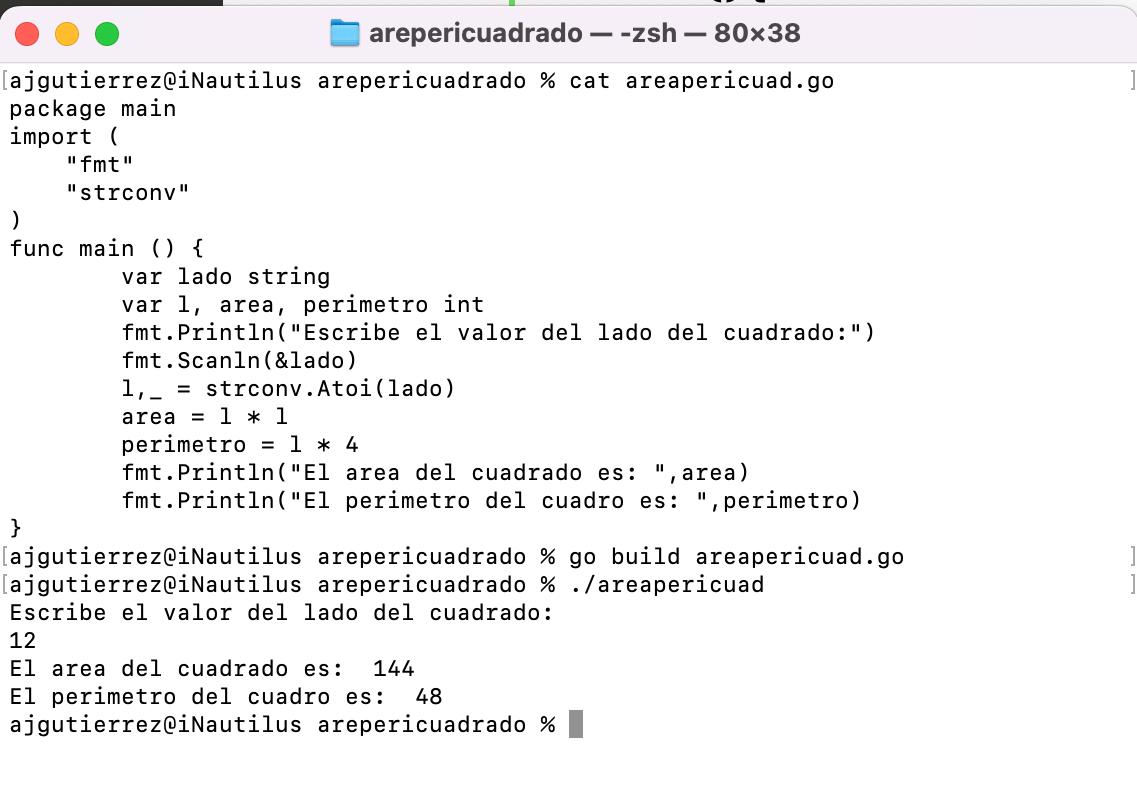 arepericuadrado — -zsh — 80×38
[ajgutierrez@iNautilus arepericuadrado % cat areapericuad.go ]
package main
import (
    "fmt"
    "strconv"
)
func main () {
        var lado string
        var l, area, perimetro int
        fmt.Println("Escribe el valor del lado del cuadrado:")
        fmt.Scanln(&lado)
        l,_ = strconv.Atoi(lado)
        area = l * l
        perimetro = l * 4
        fmt.Println("El area del cuadrado es: ",area)
        fmt.Println("El perimetro del cuadro es: ",perimetro)
}
[ajgutierrez@iNautilus arepericuadrado % go build areapericuad.go ]
[ajgutierrez@iNautilus arepericuadrado % ./areapericuad ]
Escribe el valor del lado del cuadrado:
12
El area del cuadrado es:  144
El perimetro del cuadro es:  48
ajgutierrez@iNautilus arepericuadrado %